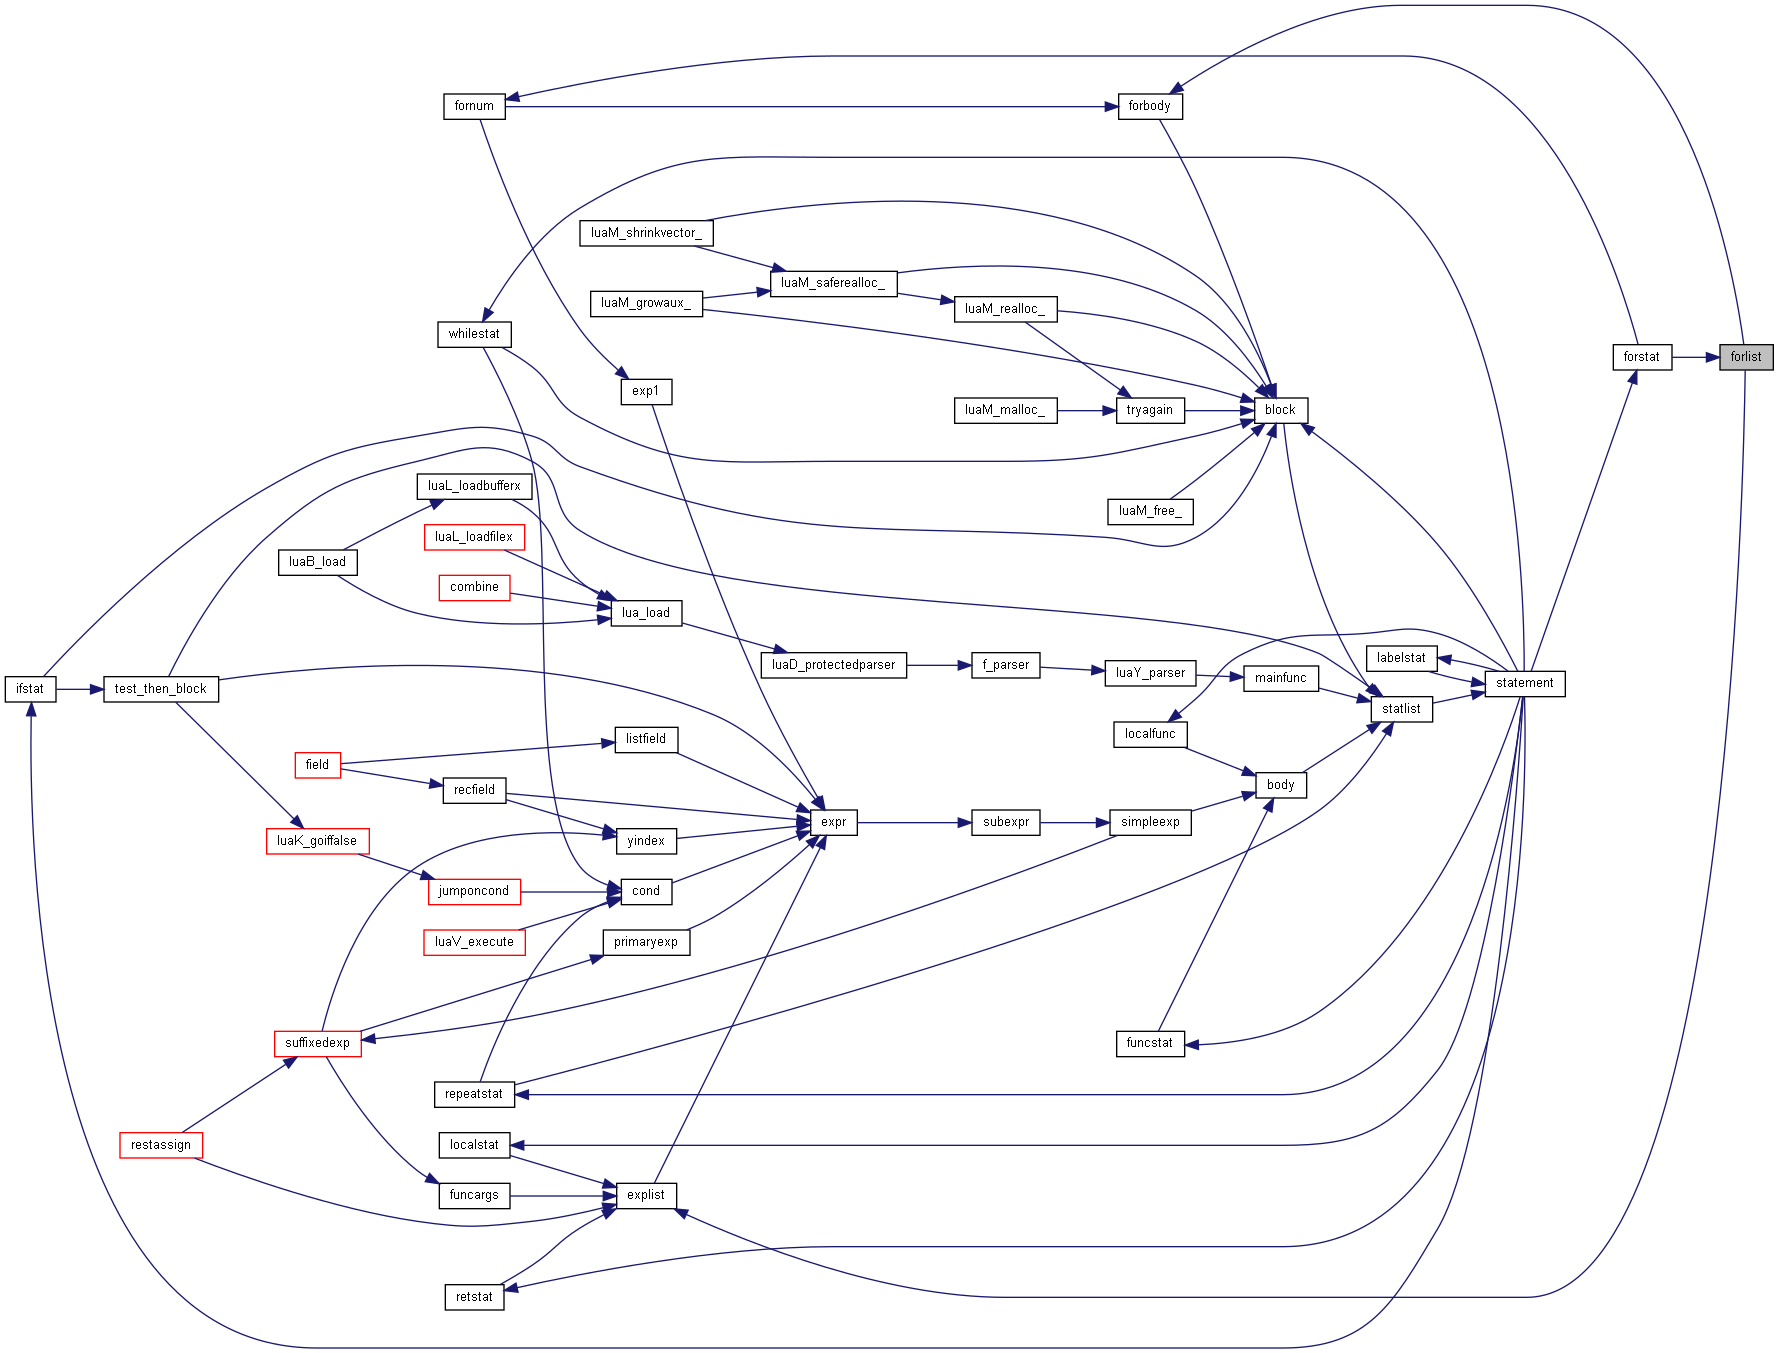 fornum
forbody
luaM_shrinkvector_
luaM_saferealloc_
luaM_growaux_
luaM_realloc_
whilestat
forstat
forlist
exp1
luaM_malloc_
tryagain
block
luaL_loadbufferx
luaM_free_
luaL_loadfilex
luaB_load
combine
lua_load
luaD_protectedparser
f_parser
luaY_parser
labelstat
mainfunc
statement
ifstat
test_then_block
statlist
localfunc
listfield
field
recfield
body
expr
subexpr
simpleexp
luaK_goiffalse
yindex
jumponcond
cond
luaV_execute
primaryexp
suffixedexp
funcstat
repeatstat
restassign
localstat
funcargs
explist
retstat